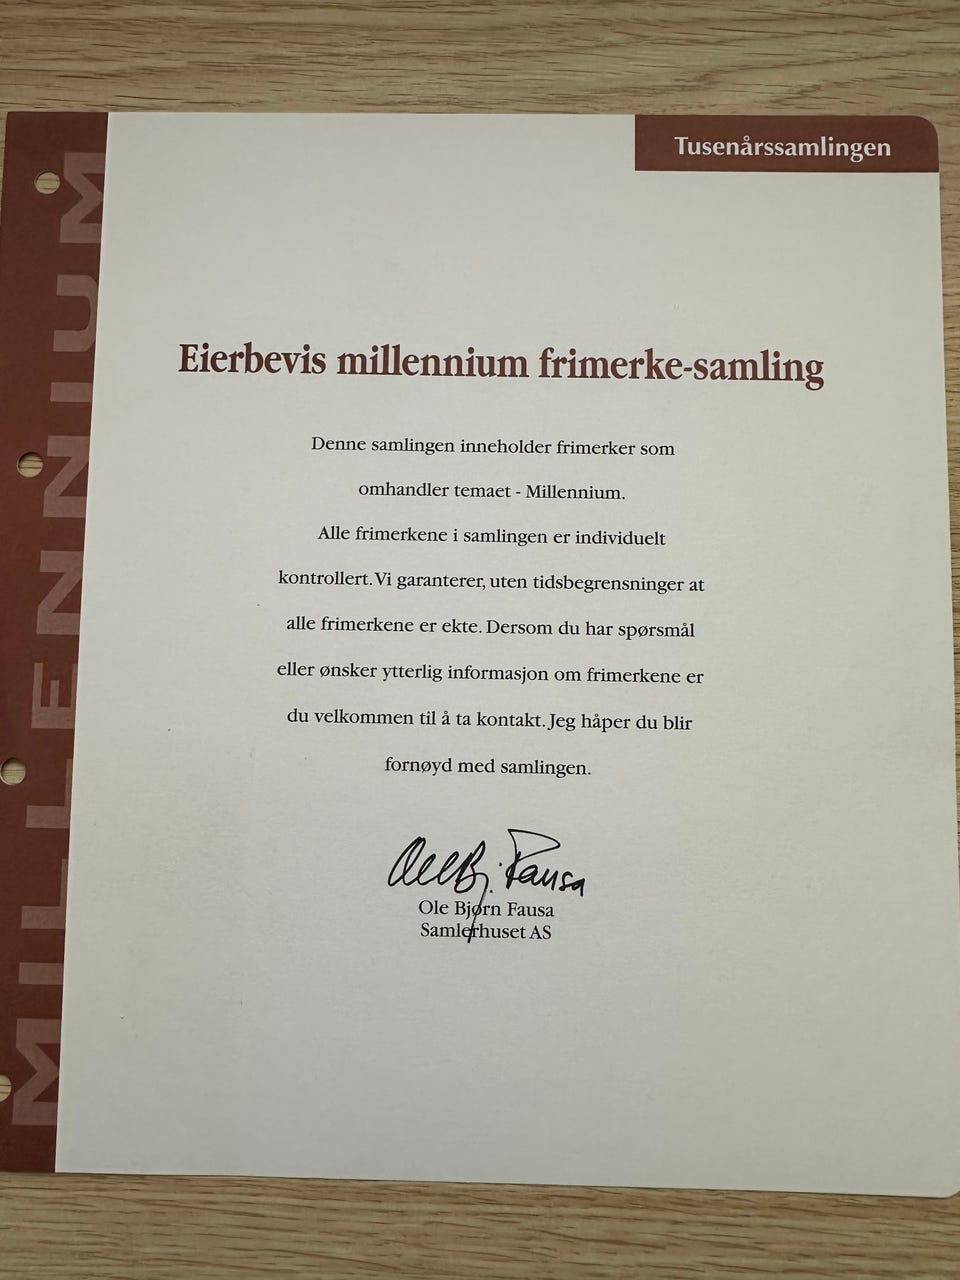 Tusenårssamlingen
MILLENNIUM
Eierbevis millennium frimerke-samling
Denne samlingen inneholder frimerker som
omhandler temaet - Millennium.
Alle frimerkene i samlingen er individuelt
kontrollert. Vi garanterer, uten tidsbegrensninger at
alle frimerkene er ekte. Dersom du har spørsmål
eller ønsker ytterlig informasjon om frimerkene er
du velkommen til å ta kontakt. Jeg håper du blir
fornøyd med samlingen.
Ole Bj. Fausa
Ole Bjørn Fausa
Samlerhuset AS